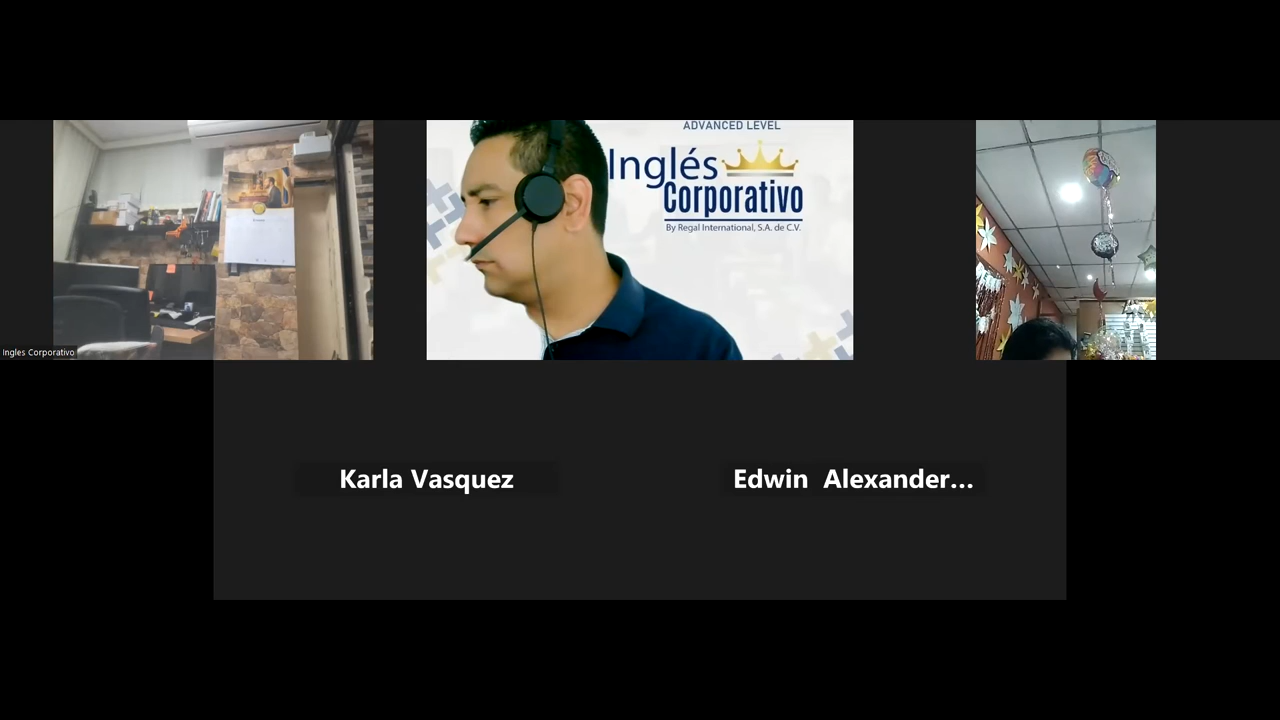 ADVANCED LEVEL
Inglés
Corporativo
By Regal International, S.A. de C.V.
Ingles Corporativo
Karla Vasquez
Edwin Alexander...